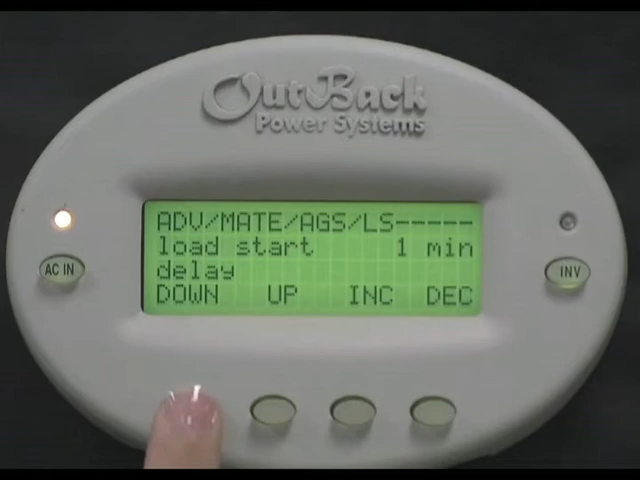 OutBack
Power Systems
ADV/MATE/AGS/LS-----
load start 1 min
delay
DOWN UP INC DEC
AC IN
INV